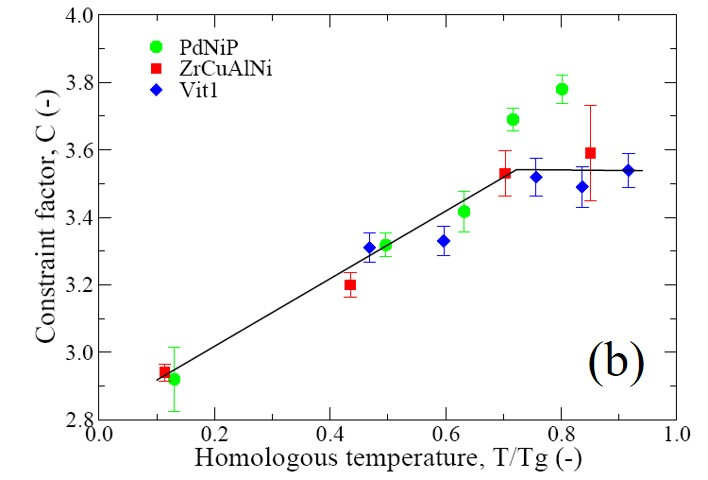 4.0
3.8
3.6
3.4
3.2
3.0
2.8
Constraint factor, C (-)
PdNiP
ZrCuAlNi
Vit1
(b)
0.0 0.2 0.4 0.6 0.8 1.0
Homologous temperature, T/Tg (-)